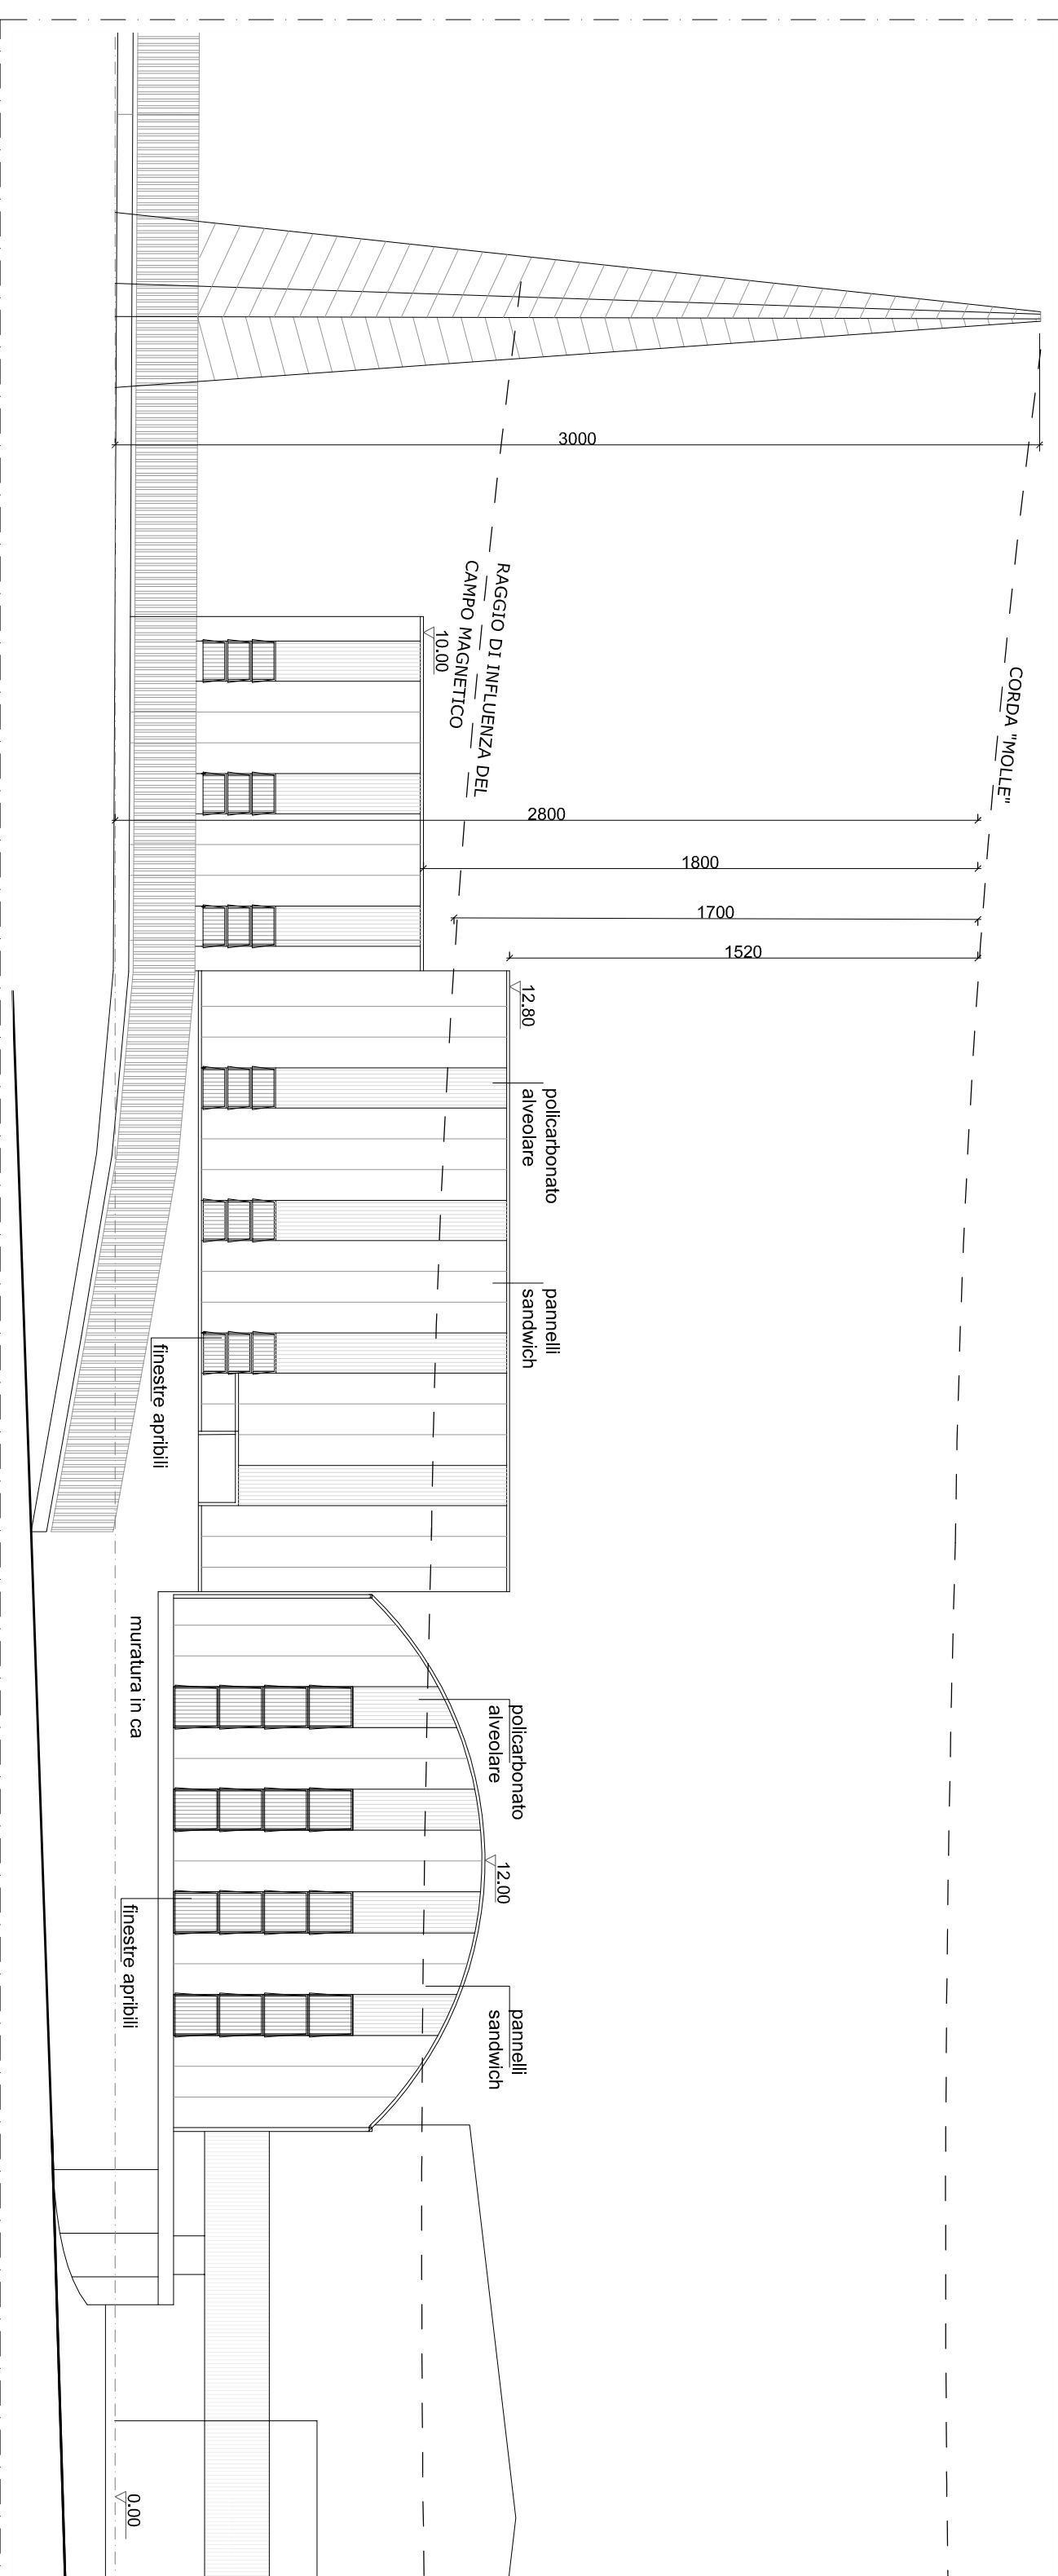 3000
CORDA "MOLLE"
RAGGIO DI INFLUENZA DEL
CAMPO MAGNETICO
10.00
2800
1800
1700
1520
12.80
policarbonato
alveolare
pannelli
sandwich
finestre apribili
muratura in ca
policarbonato
alveolare
12.00
finestre apribili
pannelli
sandwich
0.00